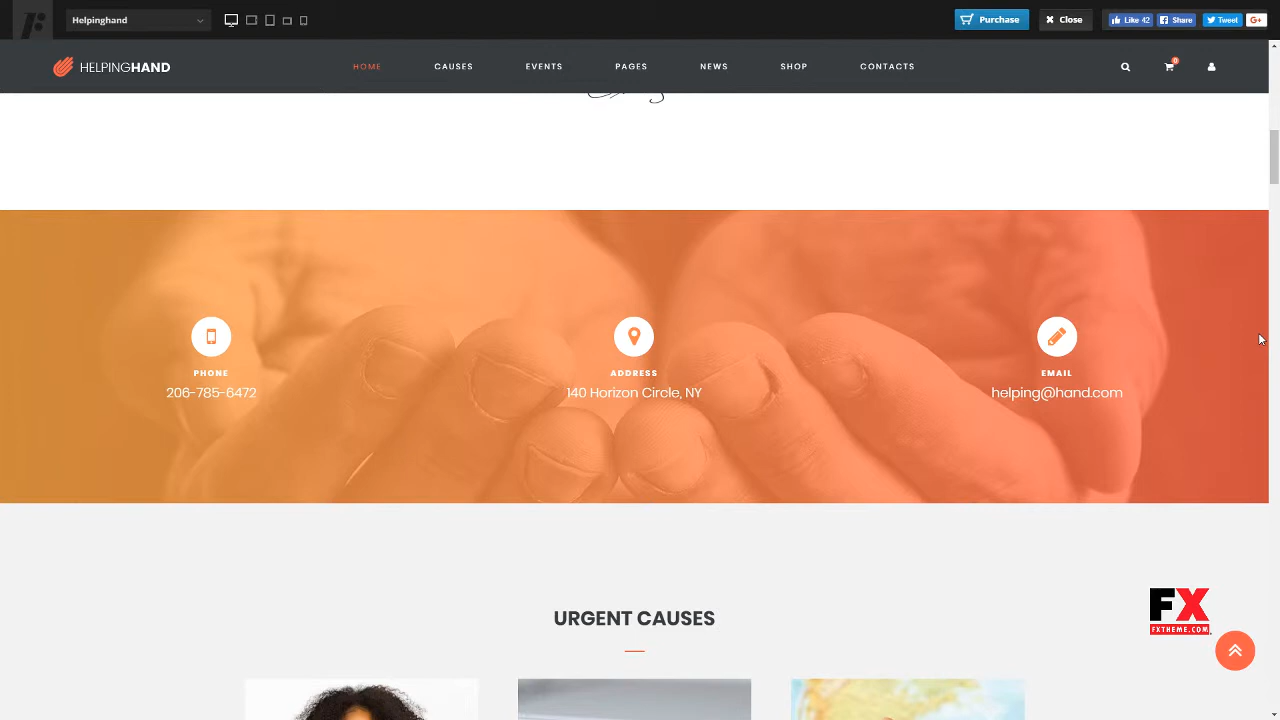 Helpinghand
Purchase
Close
Like 42
Share
Tweet
G+
HELPINGHAND
HOME
CAUSES
EVENTS
PAGES
NEWS
SHOP
CONTACTS
0
PHONE
206-785-6472
ADDRESS
140 Horizon Circle, NY
EMAIL
helping@hand.com
URGENT CAUSES
FX
FXTHEME.COM